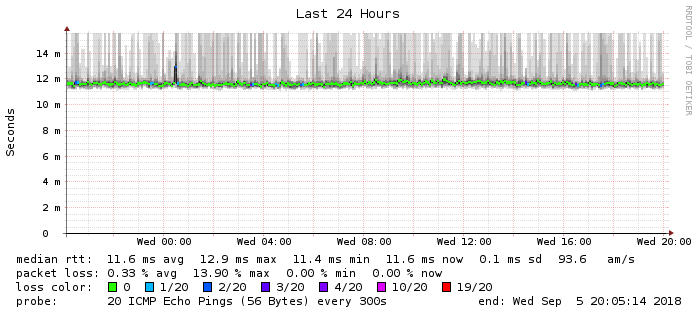 Last 24 Hours
RRDTOOL / TOBI OETIKER
Seconds
14 m
12 m
10 m
8 m
6 m
4 m
2 m
0
Wed 00:00 Wed 04:00 Wed 08:00 Wed 12:00 Wed 16:00 Wed 20:00
median rtt: 11.6 ms avg 12.9 ms max 11.4 ms min 11.6 ms now 0.1 ms sd 93.6 am/s
packet loss: 0.33 % avg 13.90 % max 0.00 % min 0.00 % now
loss color: 0 1/20 2/20 3/20 4/20 10/20 19/20
probe: 20 ICMP Echo Pings (56 Bytes) every 300s end: Wed Sep 5 20:05:14 2018